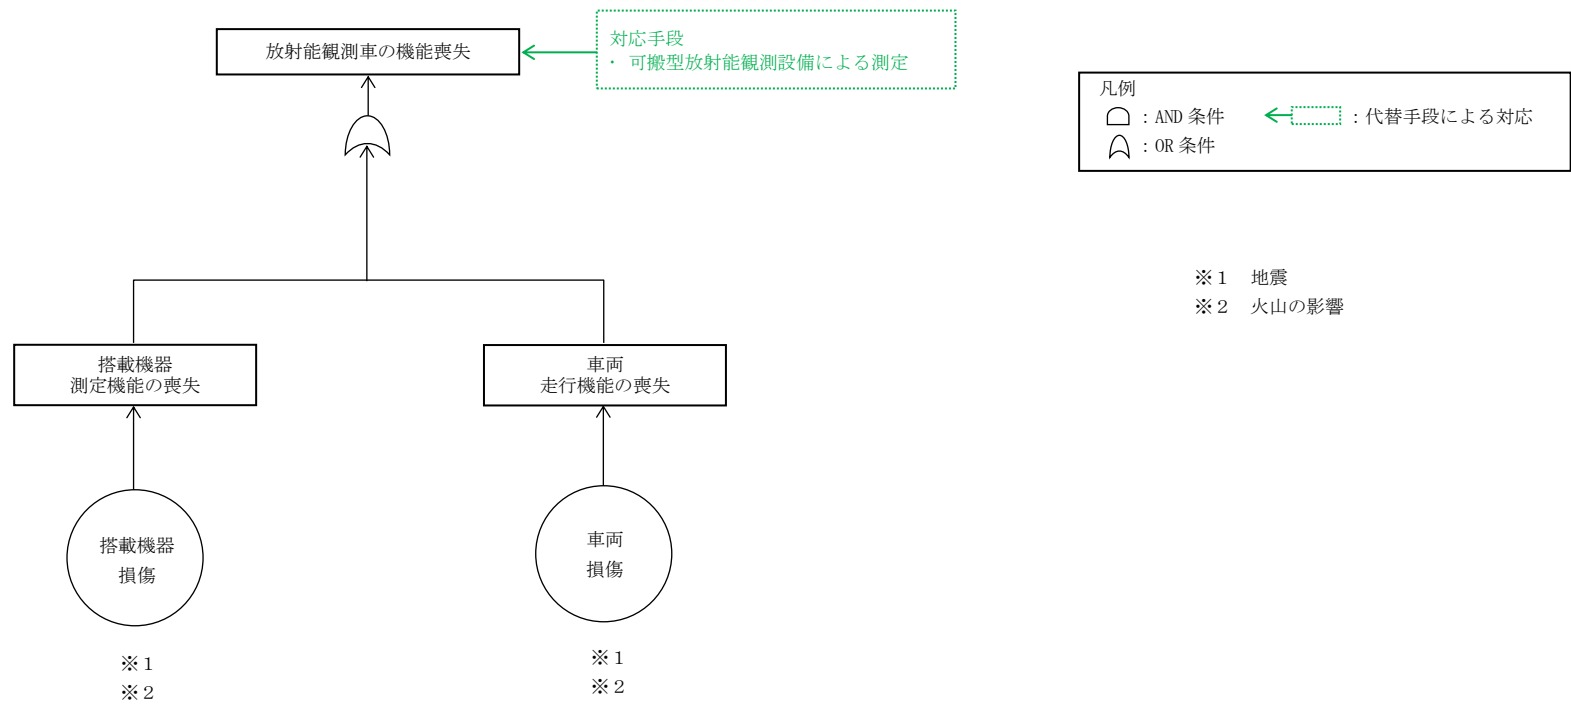 放射能観測車の機能喪失
対応手段
・ 可搬型放射能観測設備による測定
凡例
：AND 条件
：代替手段による対応
：OR 条件
※１　地震
※２　火山の影響
搭載機器
測定機能の喪失
車両
走行機能の喪失
搭載機器
損傷
車両
損傷
※１
※２
※１
※２